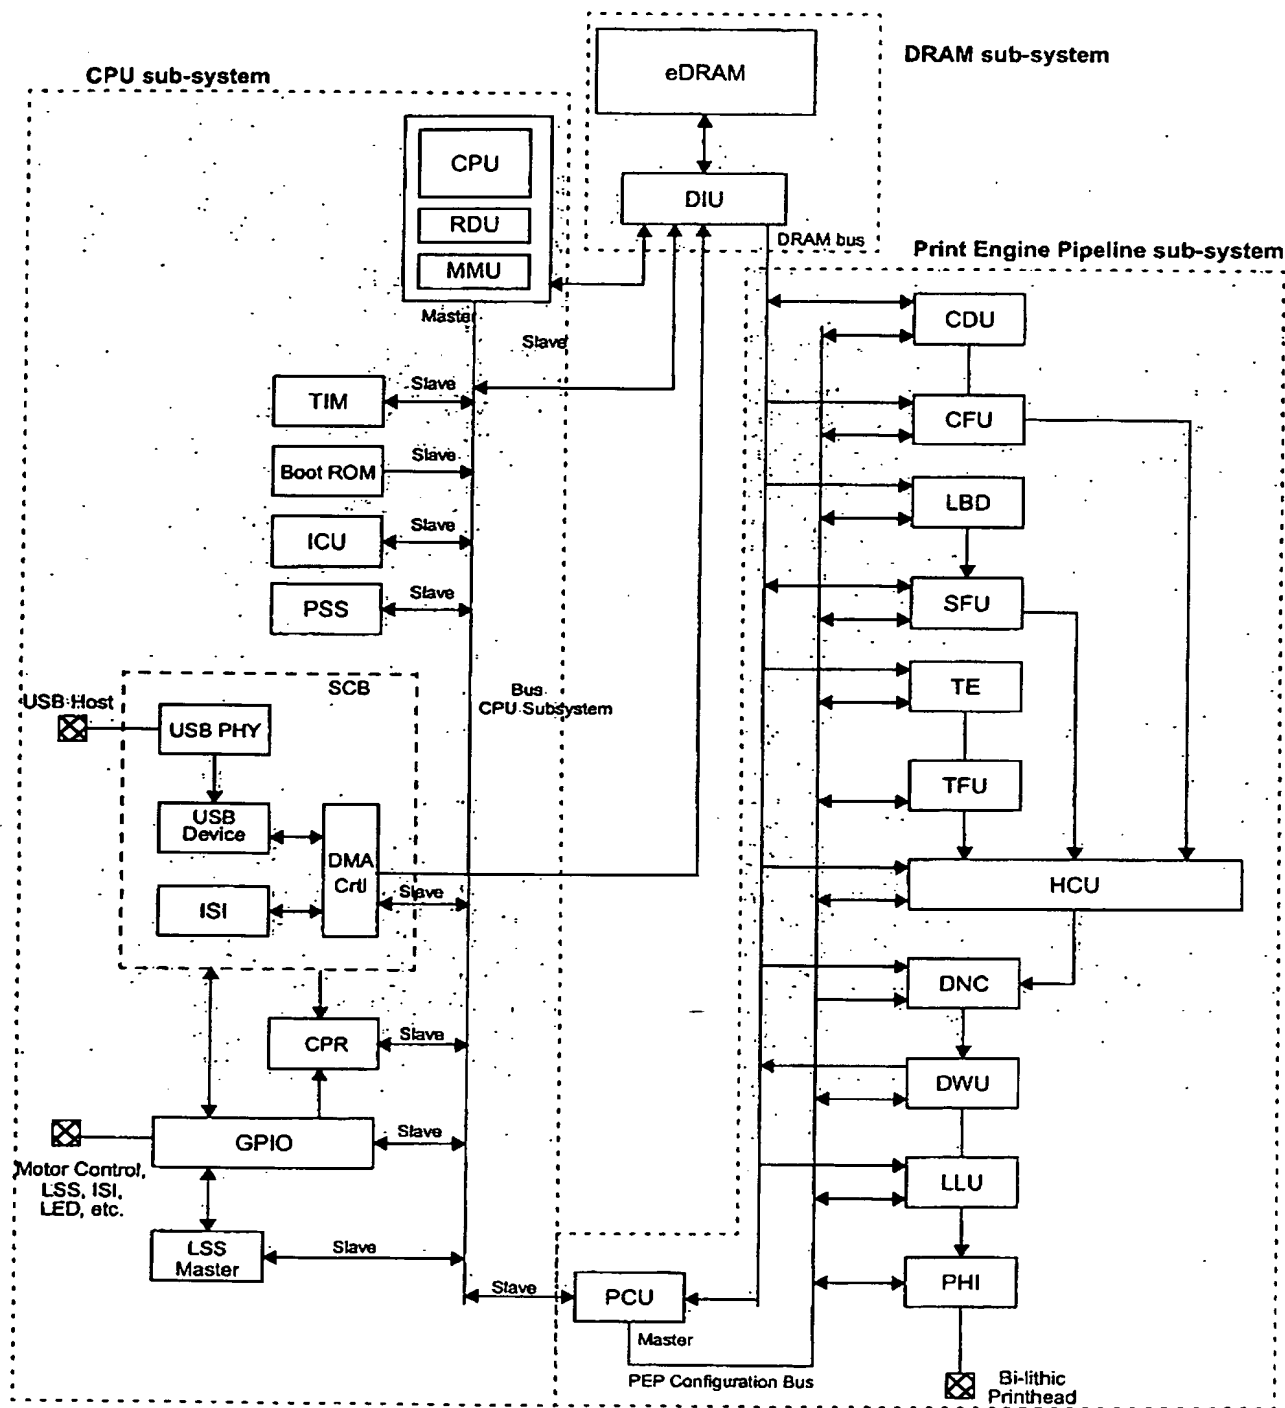 CPU sub-system
DRAM sub-system
eDRAM
CPU
RDU
MMU
DIU
DRAM bus
Print Engine Pipeline sub-system
Master
Slave
TIM
Slave
Boot ROM
Slave
ICU
Slave
PSS
Slave
SCB
USB Host
USB PHY
USB
Device
DMA
Crtl
Slave
ISI
Bus
CPU Subsystem
CPR
Slave
GPIO
Slave
Motor Control,
LSS, ISI,
LED, etc.
LSS
Master
Slave
Slave
PCU
Master
PEP Configuration Bus
CDU
CFU
LBD
SFU
TE
TFU
HCU
DNC
DWU
LLU
PHI
Bi-lithic
Printhead